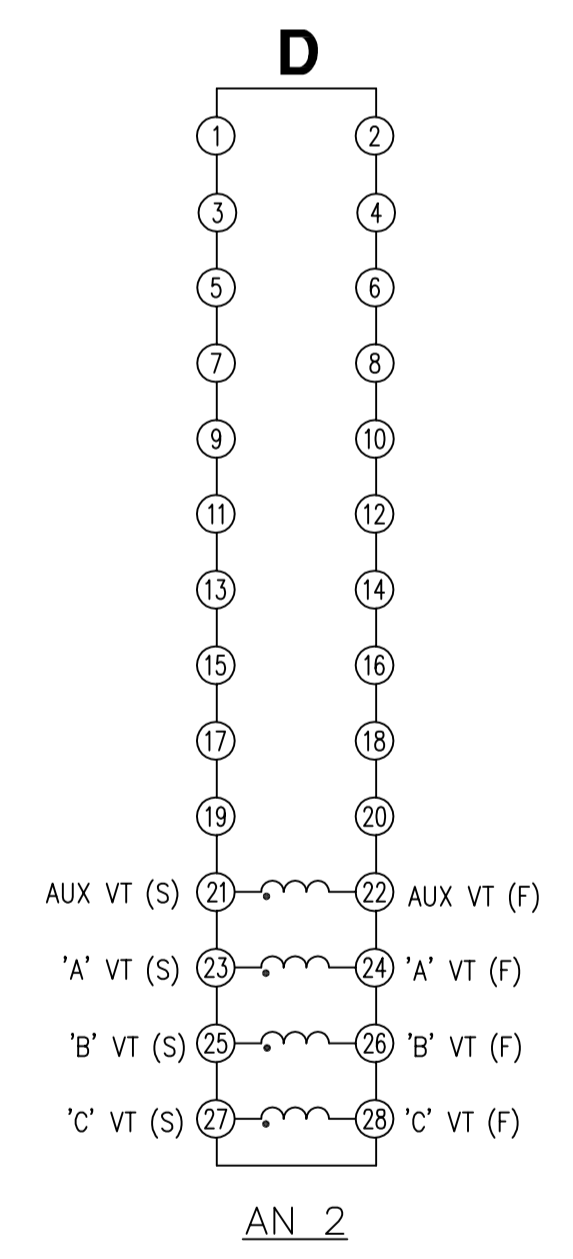 D
1 2
3 4
5 6
7 8
9 10
11 12
13 14
15 16
17 18
19 20
AUX VT (S) 21 22 AUX VT (F)
'A' VT (S) 23 24 'A' VT (F)
'B' VT (S) 25 26 'B' VT (F)
'C' VT (S) 27 28 'C' VT (F)
AN 2